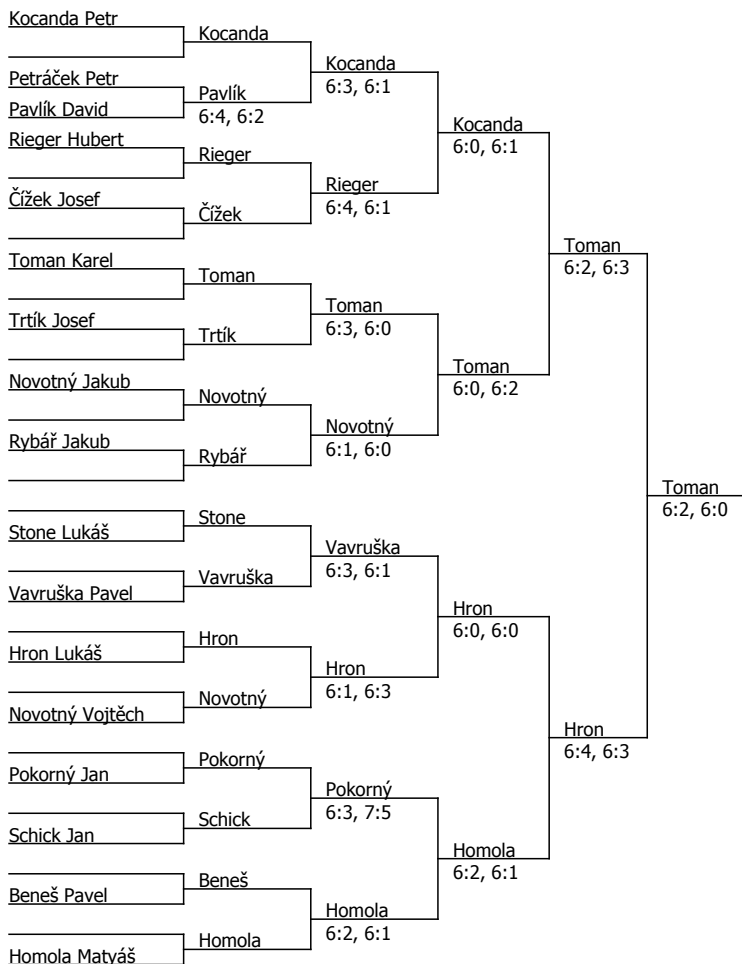 Kocanda Petr
Kocanda
Kocanda
6:3, 6:1
Petráček Petr
Pavlík
6:4, 6:2
Pavlík David
Kocanda
6:0, 6:1
Rieger Hubert
Rieger
Rieger
6:4, 6:1
Čížek Josef
Čížek
Toman
6:2, 6:3
Toman Karel
Toman
Toman
6:3, 6:0
Trtík Josef
Trtík
Toman
6:0, 6:2
Novotný Jakub
Novotný
Novotný
6:1, 6:0
Rybář Jakub
Rybář
Toman
6:2, 6:0
Stone
Stone Lukáš
Vavruška
6:3, 6:1
Vavruška
Vavruška Pavel
Hron
6:0, 6:0
Hron
Hron Lukáš
Hron
6:1, 6:3
Novotný
Novotný Vojtěch
Hron
6:4, 6:3
Pokorný
Pokorný Jan
Pokorný
6:3, 7:5
Schick
Schick Jan
Homola
6:2, 6:1
Beneš
Beneš Pavel
Homola
6:2, 6:1
Homola
Homola Matyáš